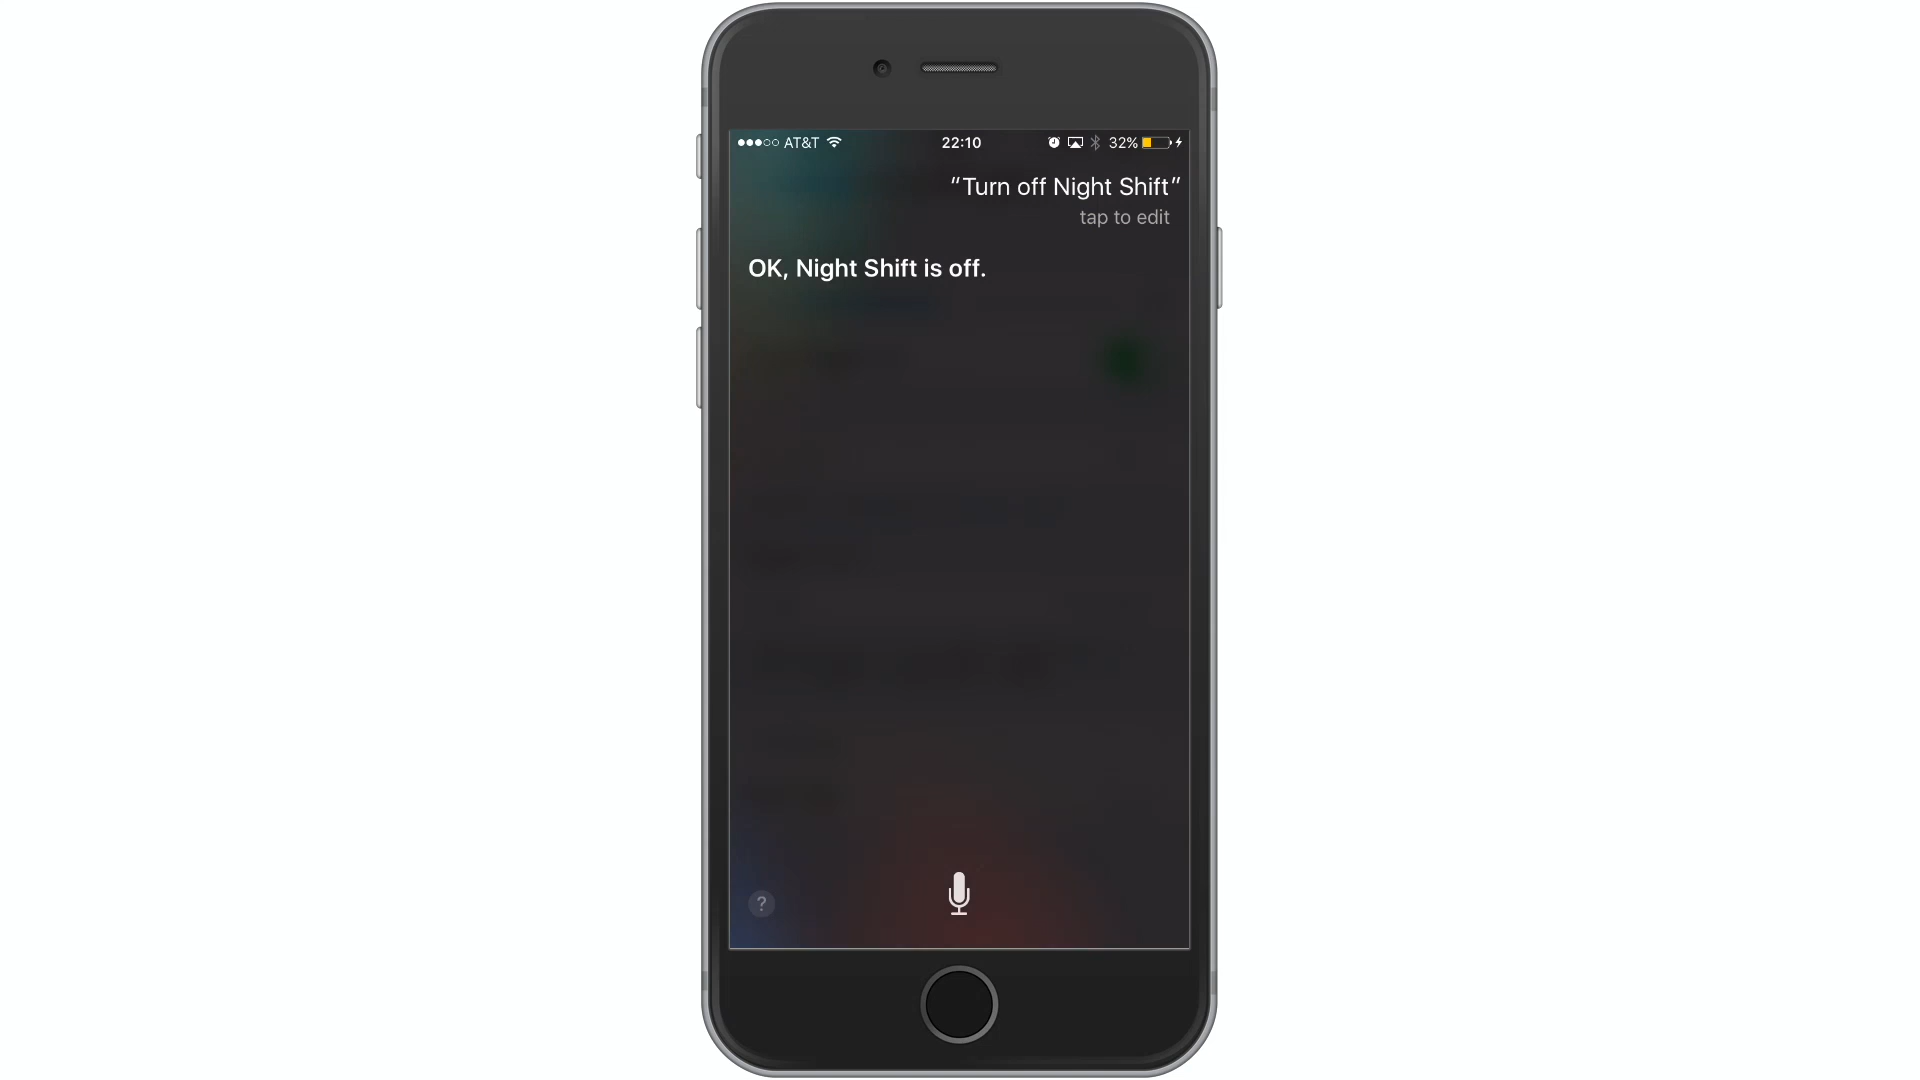 AT&T 22:10 32%
“Turn off Night Shift”
tap to edit
OK, Night Shift is off.
?